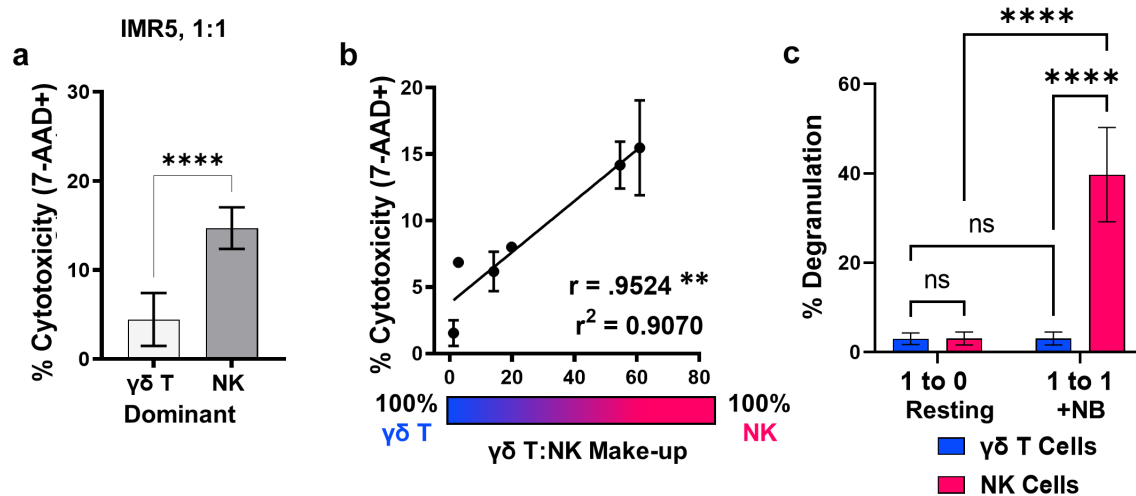 IMR5, 1:1
a
% Cytotoxicity (7-AAD+)
30
20
10
0
****
γδ T NK
Dominant
b
% Cytotoxicity (7-AAD+)
20
15
10
5
0
r = .9524 **
r² = 0.9070
0 20 40 60 80
100% 100%
γδ T NK
γδ T:NK Make-up
c
% Degranulation
60
40
20
0
****
****
ns
ns
1 to 0 1 to 1
Resting +NB
γδ T Cells
NK Cells